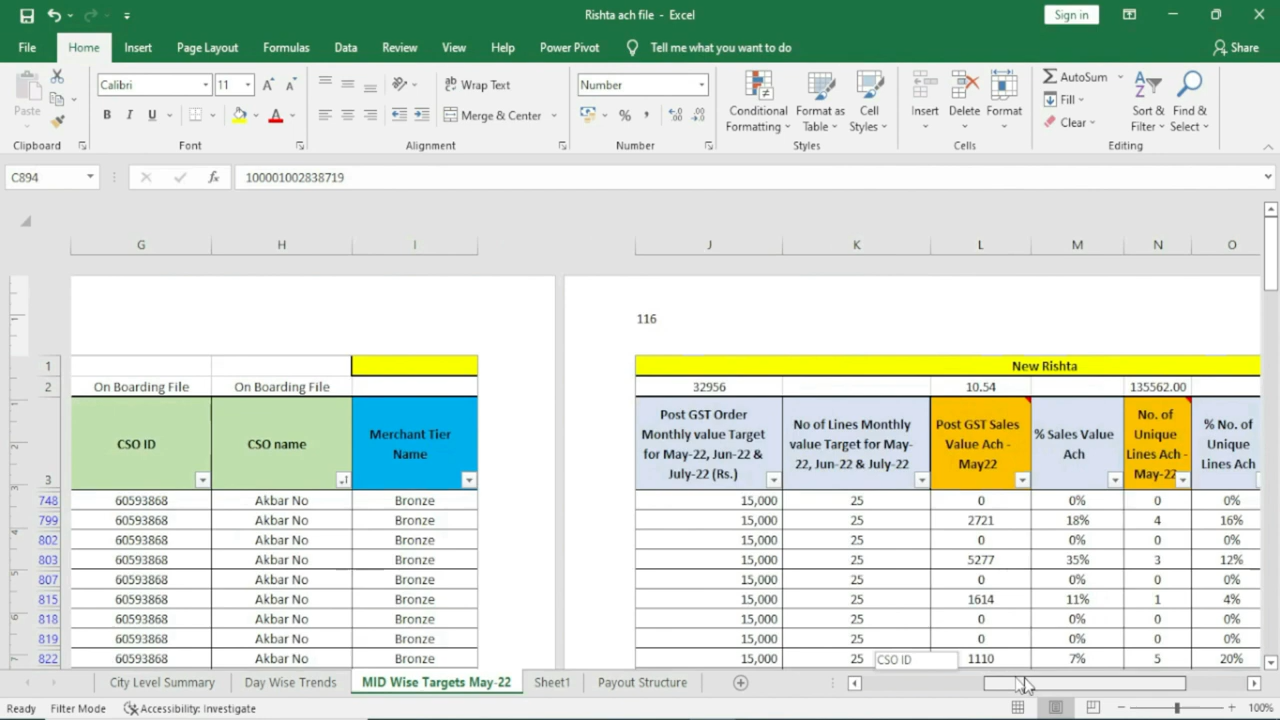 Rishta ach file - Excel
Sign in
File Home Insert Page Layout Formulas Data Review View Help Power Pivot Tell me what you want to do Share
Paste
Calibri 11
B I U
Wrap Text
Merge & Center
Number
%
Conditional Formatting
Format as Table
Cell Styles
Insert Delete Format
AutoSum
Fill
Clear
Sort & Filter
Find & Select
Clipboard Font Alignment Number Styles Cells Editing
C894 fx 100001002838719
G H I J K L M N O
116
1 New Rishta
2 On Boarding File On Boarding File 32956 10.54 135562.00
3 CSO ID CSO name Merchant Tier Name Post GST Order Monthly value Target for May-22, Jun-22 & July-22 (Rs.) No of Lines Monthly value Target for May-22, Jun-22 & July-22 Post GST Sales Value Ach - May22 % Sales Value Ach No. of Unique Lines Ach - May-22 % No. of Unique Lines Ach
748 60593868 Akbar No Bronze 15,000 25 0 0% 0 0%
799 60593868 Akbar No Bronze 15,000 25 2721 18% 4 16%
802 60593868 Akbar No Bronze 15,000 25 0 0% 0 0%
803 60593868 Akbar No Bronze 15,000 25 5277 35% 3 12%
807 60593868 Akbar No Bronze 15,000 25 0 0% 0 0%
815 60593868 Akbar No Bronze 15,000 25 1614 11% 1 4%
818 60593868 Akbar No Bronze 15,000 25 0 0% 0 0%
819 60593868 Akbar No Bronze 15,000 25 0 0% 0 0%
822 60593868 Akbar No Bronze 15,000 25 CSO ID 1110 7% 5 20%
City Level Summary Day Wise Trends MID Wise Targets May-22 Sheet1 Payout Structure
Ready Filter Mode Accessibility: Investigate 100%